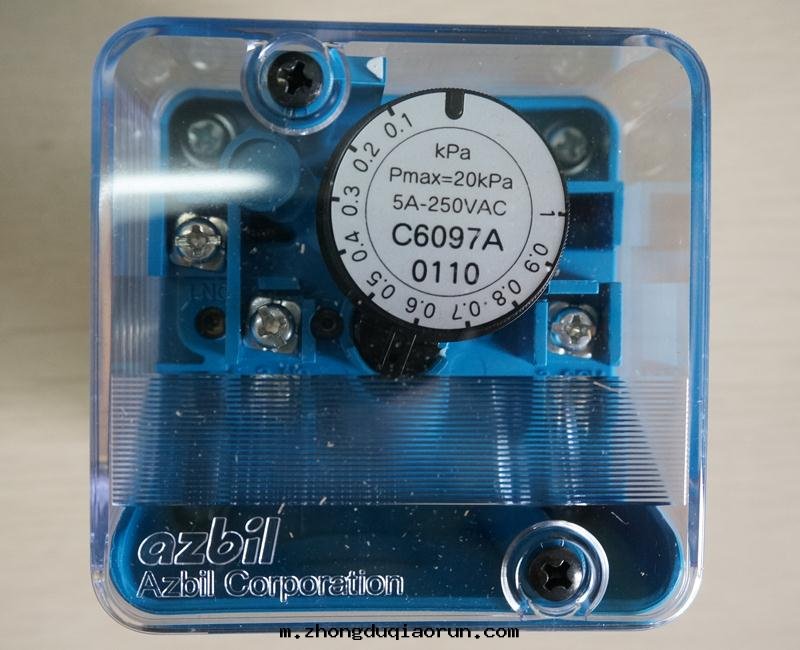 0.1
0.2
0.3
0.4
0.5
0.6
0.7
0.8
0.9
1
kPa
Pmax=20kPa
5A-250VAC
C6097A
0110
azbil
Azbil Corporation
m.zhongduqiaorun.com